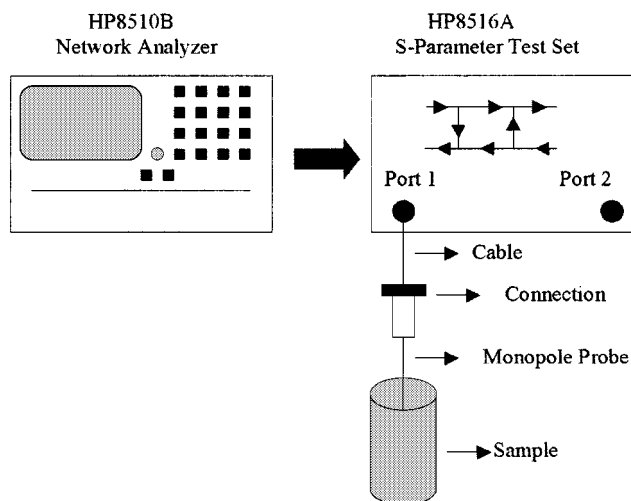 HP8510B
Network Analyzer
HP8516A
S-Parameter Test Set
Port 1
Port 2
Cable
Connection
Monopole Probe
Sample